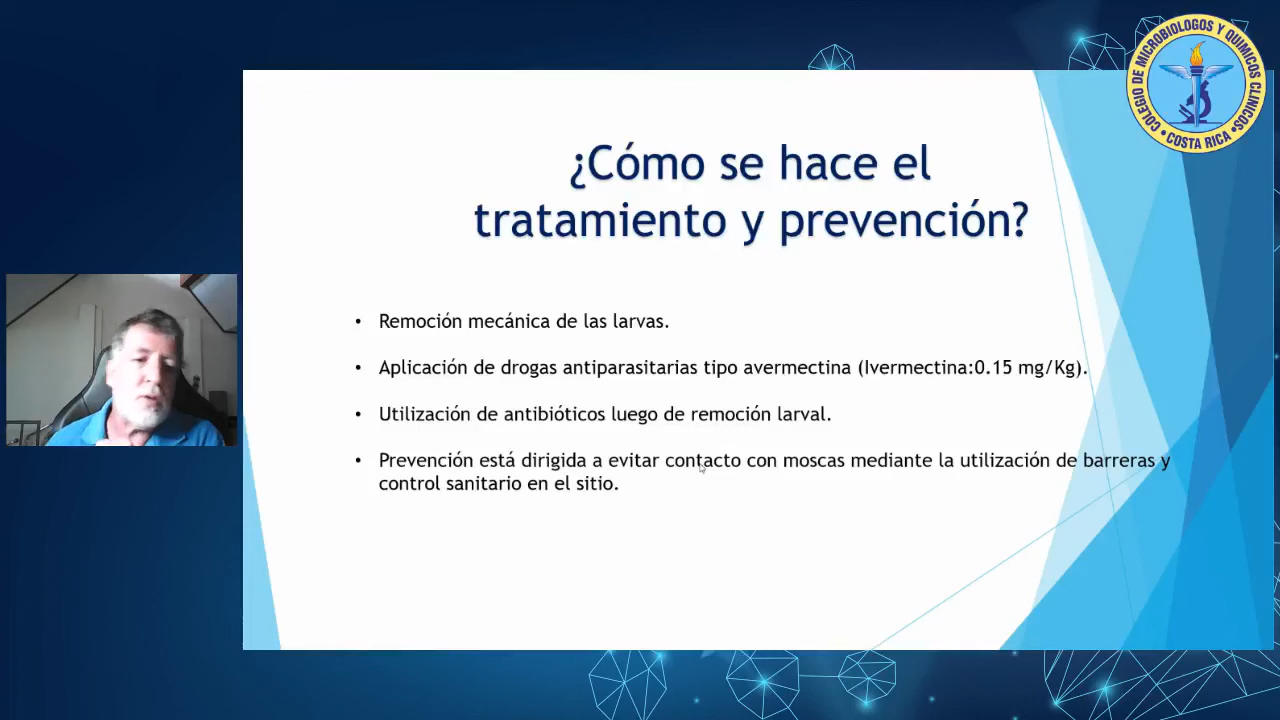 COLEGIO DE MICROBIOLOGOS Y QUIMICOS CLINICOS
• COSTA RICA •
¿Cómo se hace el
tratamiento y prevención?
• Remoción mecánica de las larvas.
• Aplicación de drogas antiparasitarias tipo avermectina (Ivermectina:0.15 mg/Kg).
• Utilización de antibióticos luego de remoción larval.
• Prevención está dirigida a evitar contacto con moscas mediante la utilización de barreras y
control sanitario en el sitio.